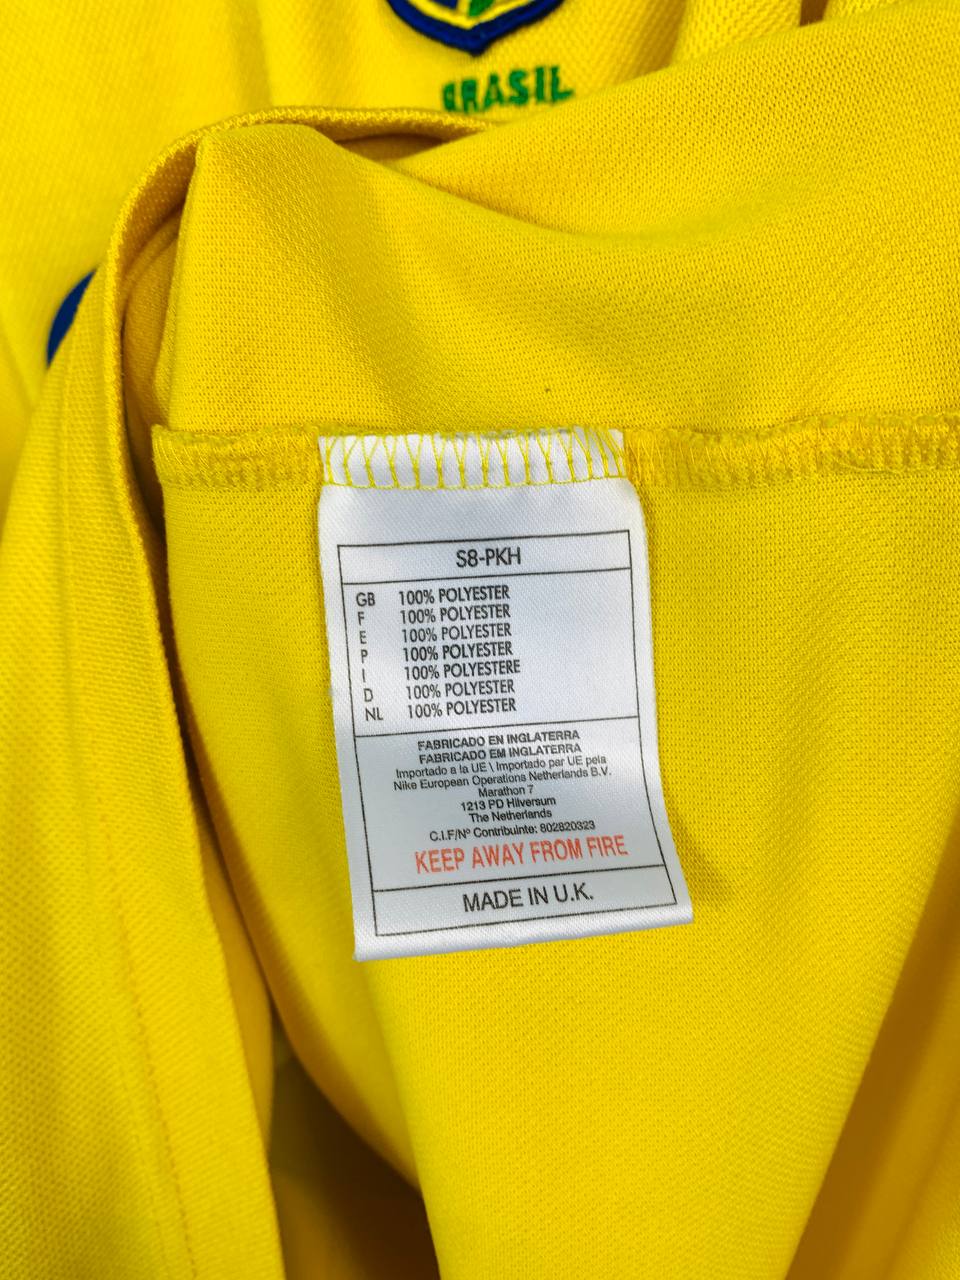 BRASIL
S8-PKH
GB 100% POLYESTER
F 100% POLYESTER
E 100% POLYESTER
P 100% POLYESTER
I 100% POLYESTERE
D 100% POLYESTER
NL 100% POLYESTER
FABRICADO EN INGLATERRA
FABRICADO EM INGLATERRA
Importado a la UE \ Importado par UE pela
Nike European Operations Netherlands B.V.
Marathon 7
1213 PD Hilversum
The Netherlands
C.I.F/Nº Contribuinte: 802820323
KEEP AWAY FROM FIRE
MADE IN U.K.